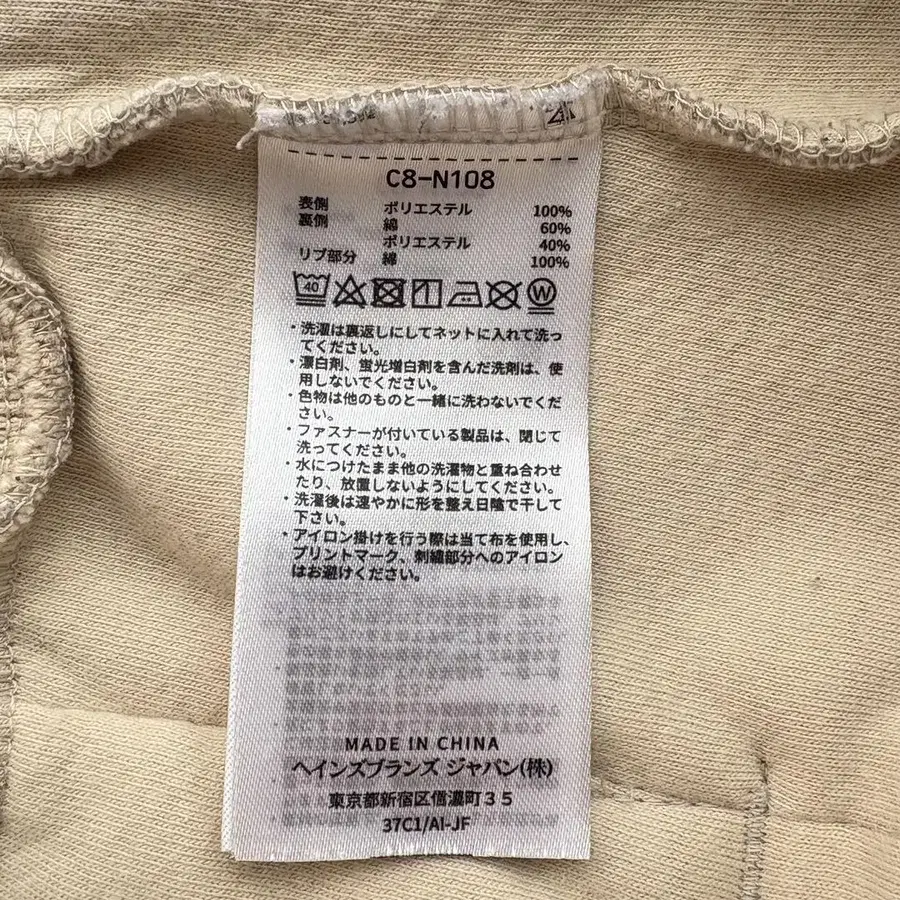 C8-N108
表側 ポリエステル 100%
裏側 綿 60%
ポリエステル 40%
リブ部分 綿 100%
40 W
・洗濯は裏返しにしてネットに入れて洗っ
てください。
・漂白剤、蛍光増白剤を含んだ洗剤は、使
用しないでください。
・色物は他のものと一緒に洗わないでくだ
さい。
・ファスナーが付いている製品は、閉じて
洗ってください。
・水につけたまま他の洗濯物と重ね合わせ
たり、放置しないようにしてください。
・洗濯後は速やかに形を整え日陰で干して
下さい。
・アイロン掛けを行う際は当て布を使用し、
プリントマーク、刺繍部分へのアイロン
はお避けください。
MADE IN CHINA
ヘインズブランズ ジャパン(株)
東京都新宿区信濃町35
37C1/AI-JF